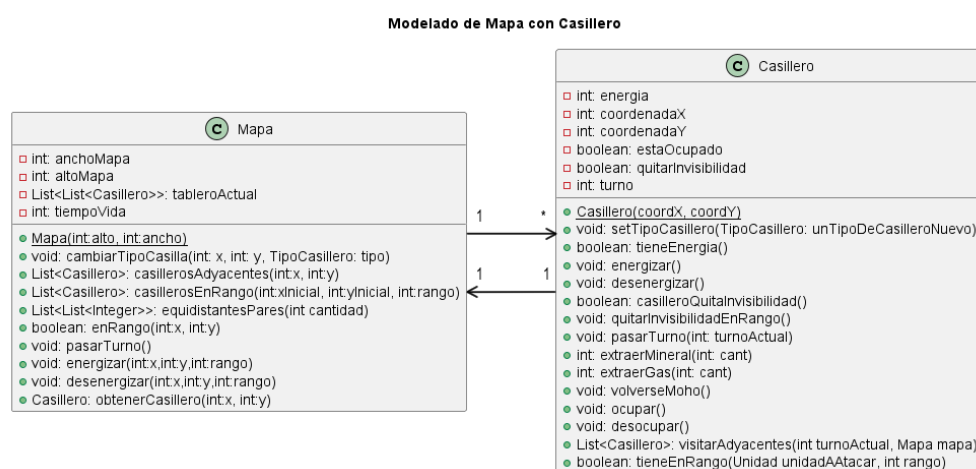 Modelado de Mapa con Casillero
C Mapa
int: anchoMapa
int: altoMapa
List<List<Casillero>>: tableroActual
int: tiempoVida
Mapa(int:alto, int:ancho)
void: cambiarTipoCasilla(int: x, int: y, TipoCasillero: tipo)
List<Casillero>: casillerosAdyacentes(int:x, int:y)
List<Casillero>: casillerosEnRango(int:xInicial, int:yInicial, int:rango)
List<List<Integer>>: equidistantesPares(int cantidad)
boolean: enRango(int:x, int:y)
void: pasarTurno()
void: energizar(int:x,int:y,int:rango)
void: desenergizar(int:x,int:y,int:rango)
Casillero: obtenerCasillero(int:x, int:y)
1 *
1 1
C Casillero
int: energia
int: coordenadaX
int: coordenadaY
boolean: estaOcupado
boolean: quitarInvisibilidad
int: turno
Casillero(coordX, coordY)
void: setTipoCasillero(TipoCasillero: unTipoDeCasilleroNuevo)
boolean: tieneEnergia()
void: energizar()
void: desenergizar()
boolean: casilleroQuitaInvisibilidad()
void: quitarInvisibilidadEnRango()
void: pasarTurno(int: turnoActual)
int: extraerMineral(int: cant)
int: extraerGas(int: cant)
void: volverseMoho()
void: ocupar()
void: desocupar()
List<Casillero>: visitarAdyacentes(int turnoActual, Mapa mapa)
boolean: tieneEnRango(Unidad unidadAAtacar, int rango)